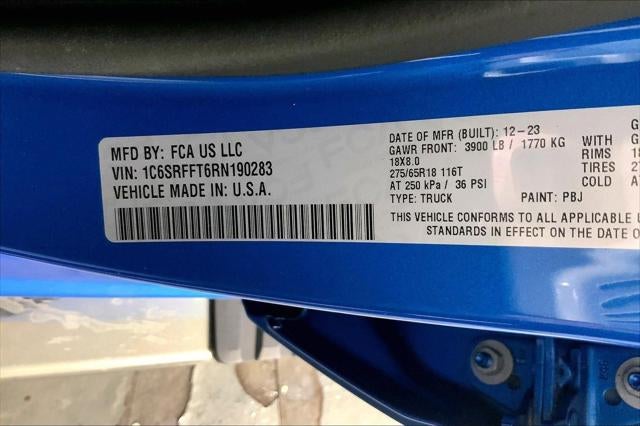 MFD BY: FCA US LLC
VIN: 1C6SRFFT6RN190283
VEHICLE MADE IN U.S.A.
DATE OF MFR (BUILT): 12-23
GAWR FRONT: 3900 LB / 1770 KG WITH
18X8.0 RIMS
275/65R18 116T TIRES
AT 250 kPa / 36 PSI COLD
TYPE: TRUCK PAINT: PBJ
THIS VEHICLE CONFORMS TO ALL APPLICABLE
STANDARDS IN EFFECT ON THE DATE O